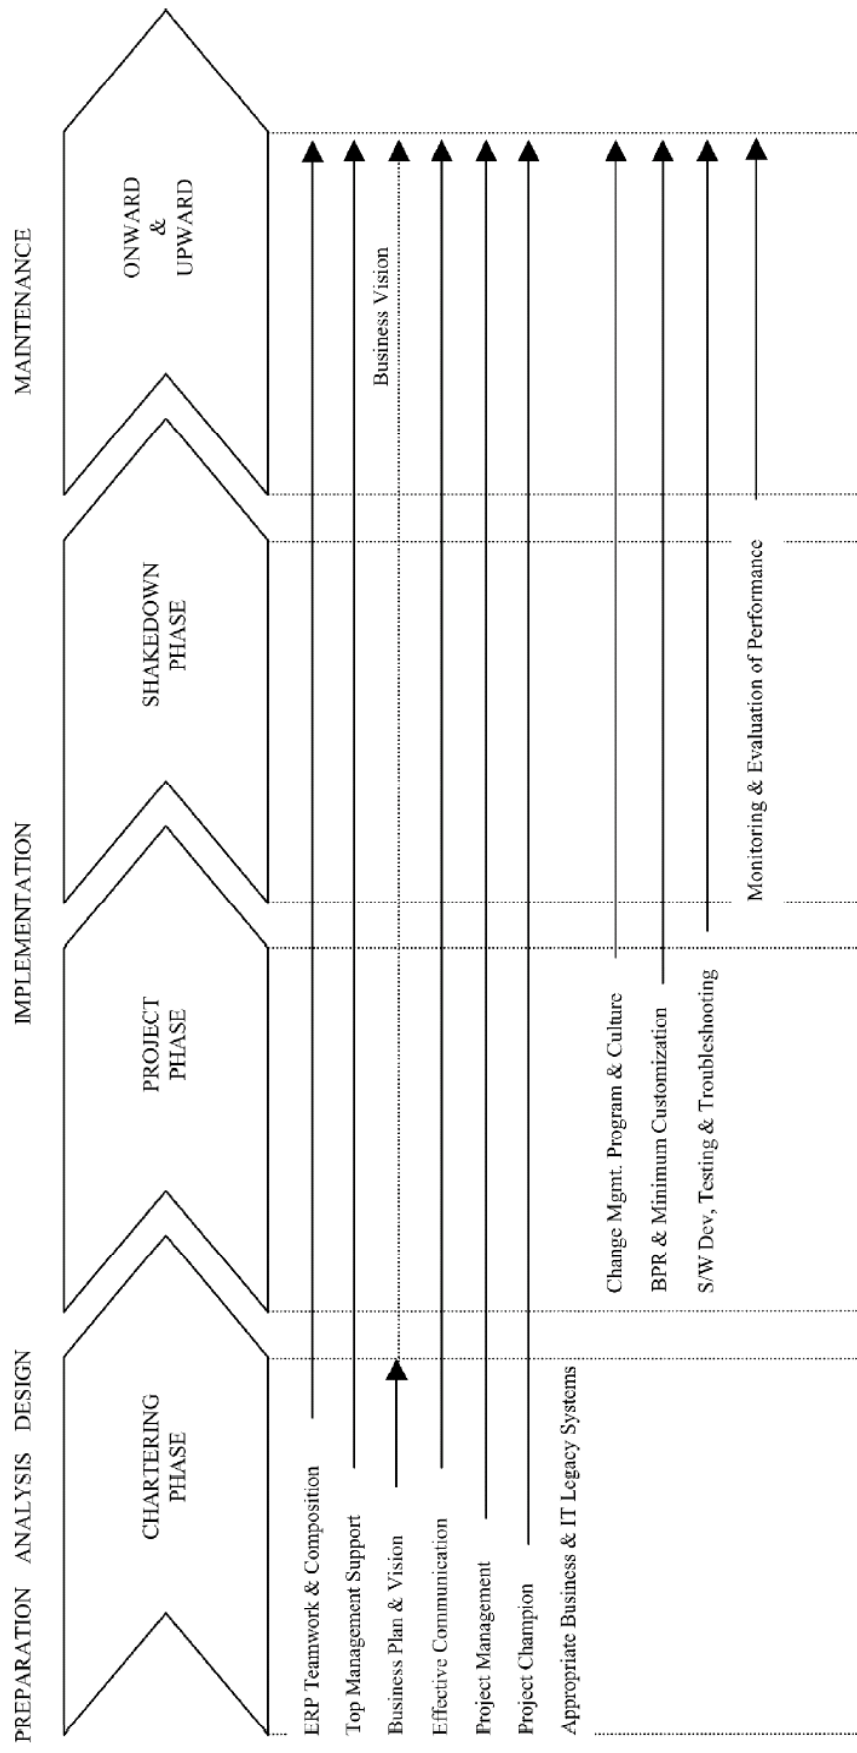 PREPARATION ANALYSIS DESIGN
IMPLEMENTATION
MAINTENANCE
CHARTERING
PHASE
PROJECT
PHASE
SHAKEDOWN
PHASE
ONWARD
&
UPWARD
ERP Teamwork & Composition
Top Management Support
Business Plan & Vision
Business Vision
Effective Communication
Project Management
Project Champion
Appropriate Business & IT Legacy Systems
Change Mgmt. Program & Culture
BPR & Minimum Customization
S/W Dev, Testing & Troubleshooting
Monitoring & Evaluation of Performance